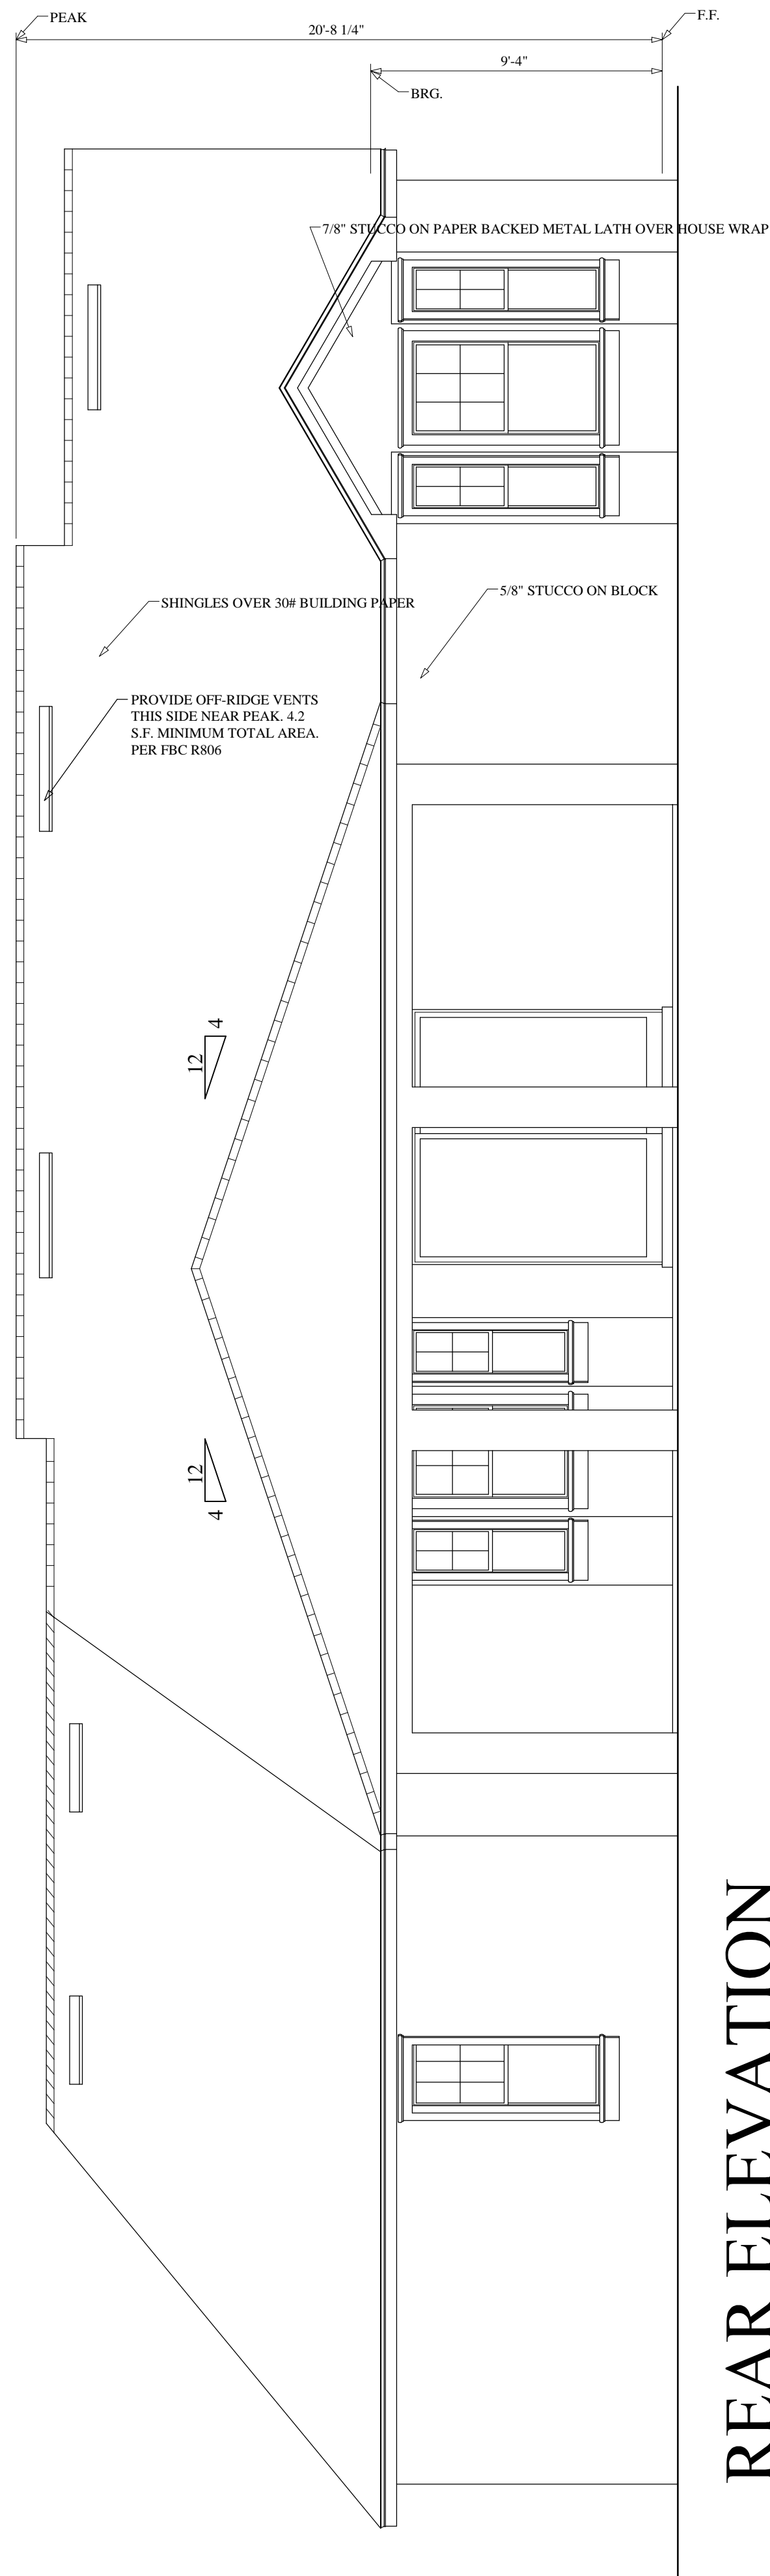 PEAK
20'-8 1/4"
F.F.
9'-4"
BRG.
7/8" STUCCO ON PAPER BACKED METAL LATH OVER HOUSE WRAP
5/8" STUCCO ON BLOCK
SHINGLES OVER 30# BUILDING PAPER
PROVIDE OFF-RIDGE VENTS
THIS SIDE NEAR PEAK. 4.2
S.F. MINIMUM TOTAL AREA.
PER FBC R806
4
12
12
4
REAR ELEVATION